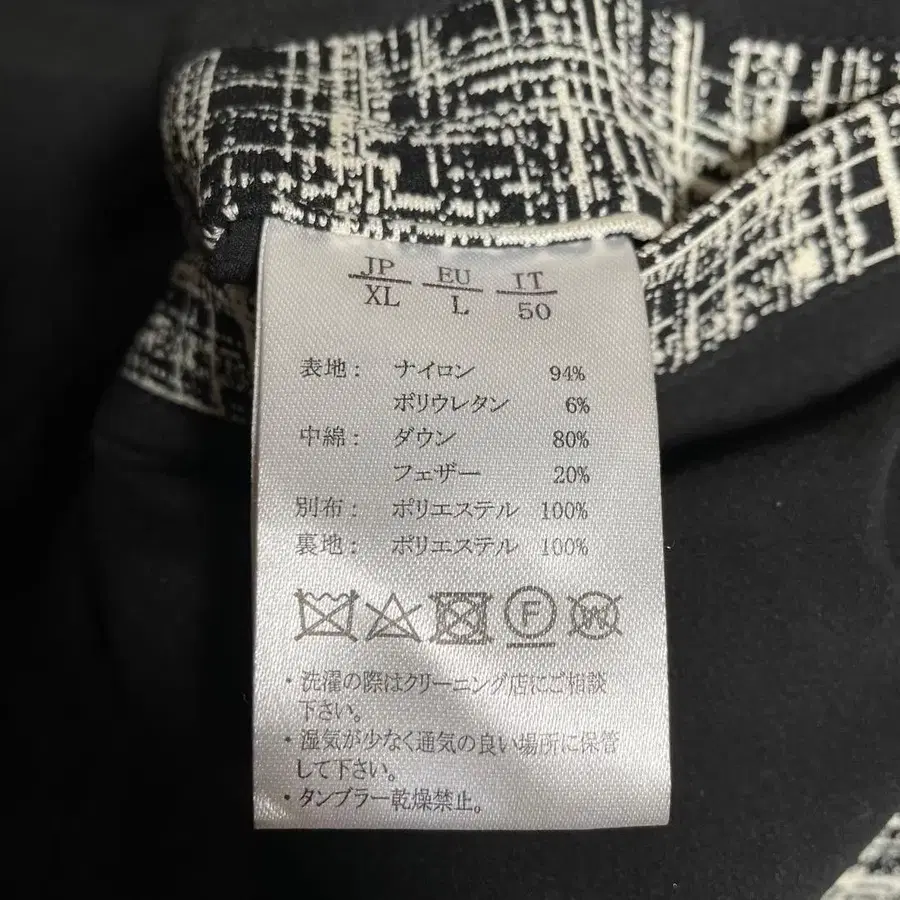 JP EU IT
XL L 50
表地： ナイロン 94%
ポリウレタン 6%
中綿： ダウン 80%
フェザー 20%
別布： ポリエステル 100%
裏地： ポリエステル 100%
F W
・洗濯の際はクリーニング店にご相談
下さい。
・湿気が少なく通気の良い場所に保管
して下さい。
・タンブラー乾燥禁止。